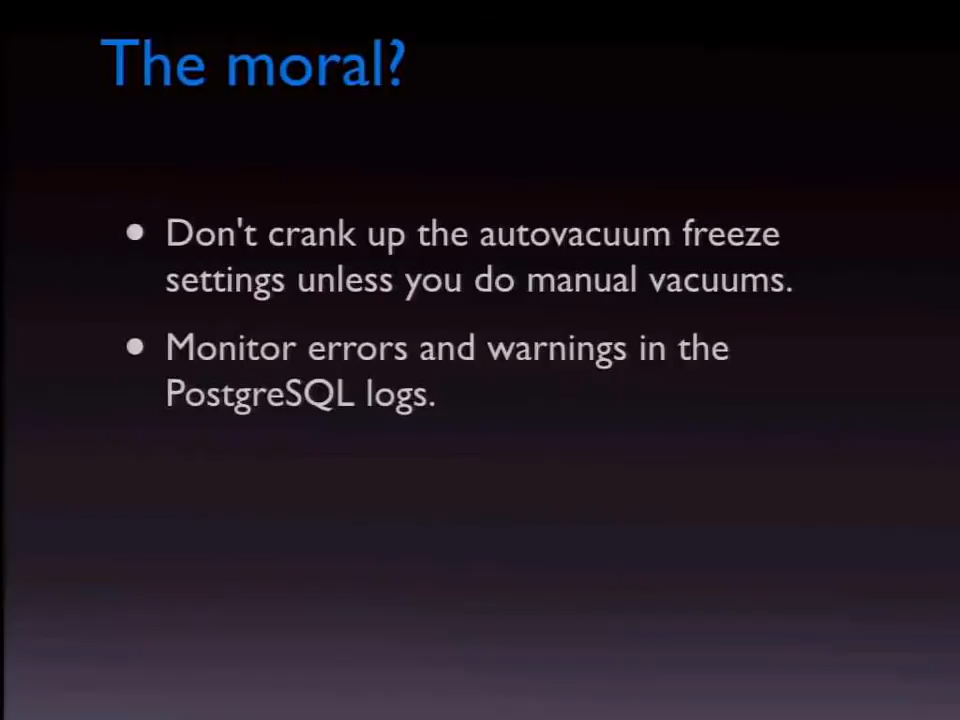 The moral?
• Don't crank up the autovacuum freeze
settings unless you do manual vacuums.
• Monitor errors and warnings in the
PostgreSQL logs.